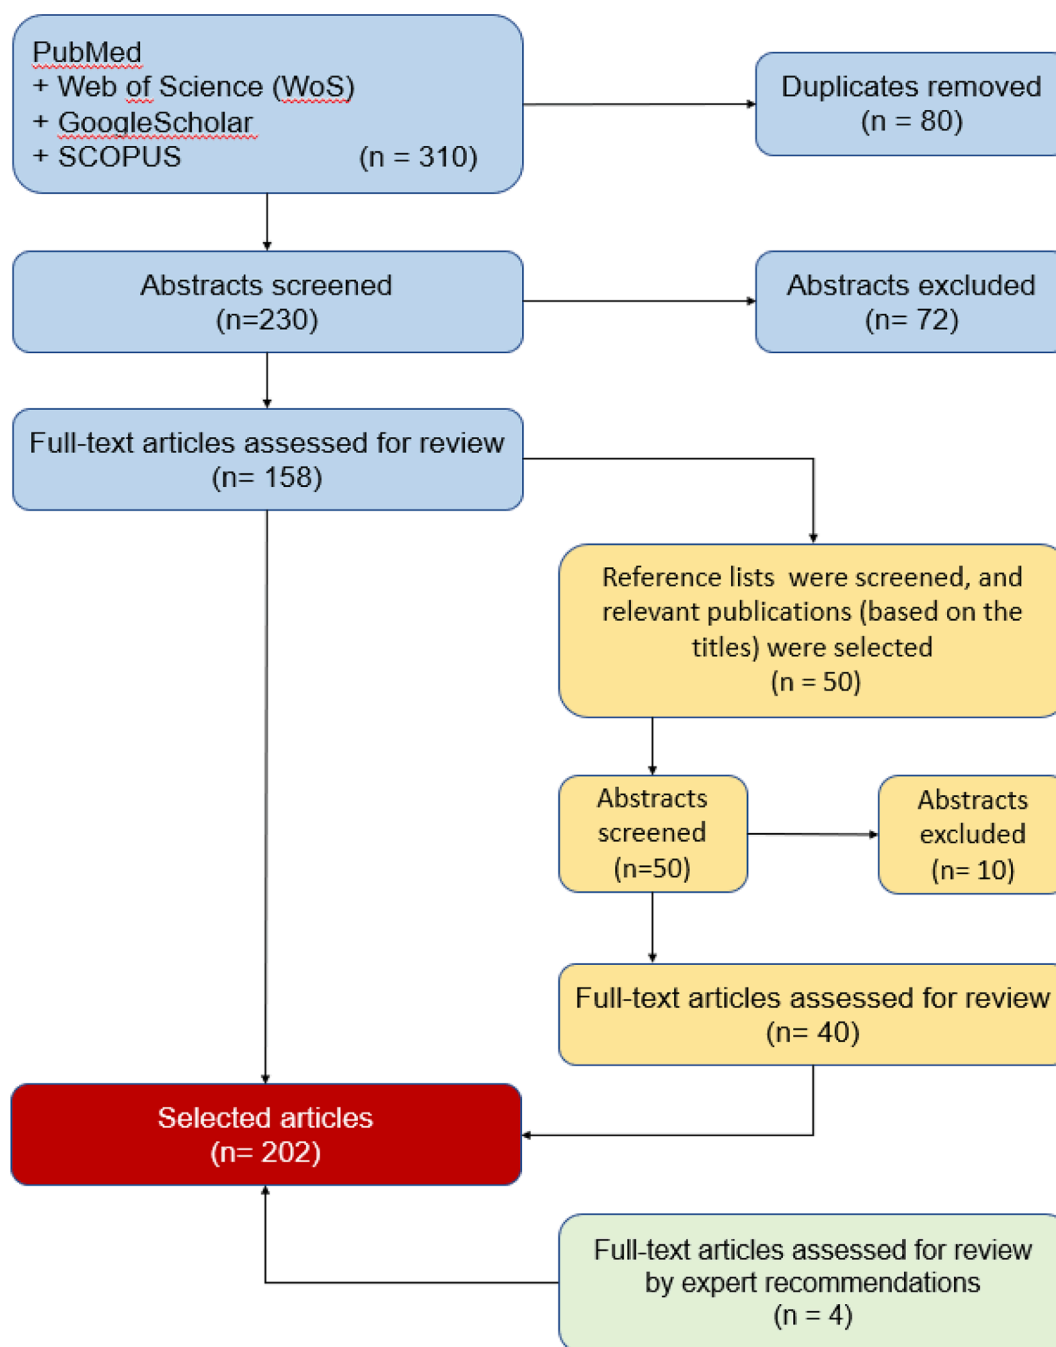 PubMed
+ Web of Science (WoS)
+ GoogleScholar
+ SCOPUS (n = 310)
Duplicates removed
(n = 80)
Abstracts screened
(n=230)
Abstracts excluded
(n= 72)
Full-text articles assessed for review
(n= 158)
Reference lists were screened, and
relevant publications (based on the
titles) were selected
(n = 50)
Abstracts
screened
(n=50)
Abstracts
excluded
(n= 10)
Full-text articles assessed for review
(n= 40)
Selected articles
(n= 202)
Full-text articles assessed for review
by expert recommendations
(n = 4)